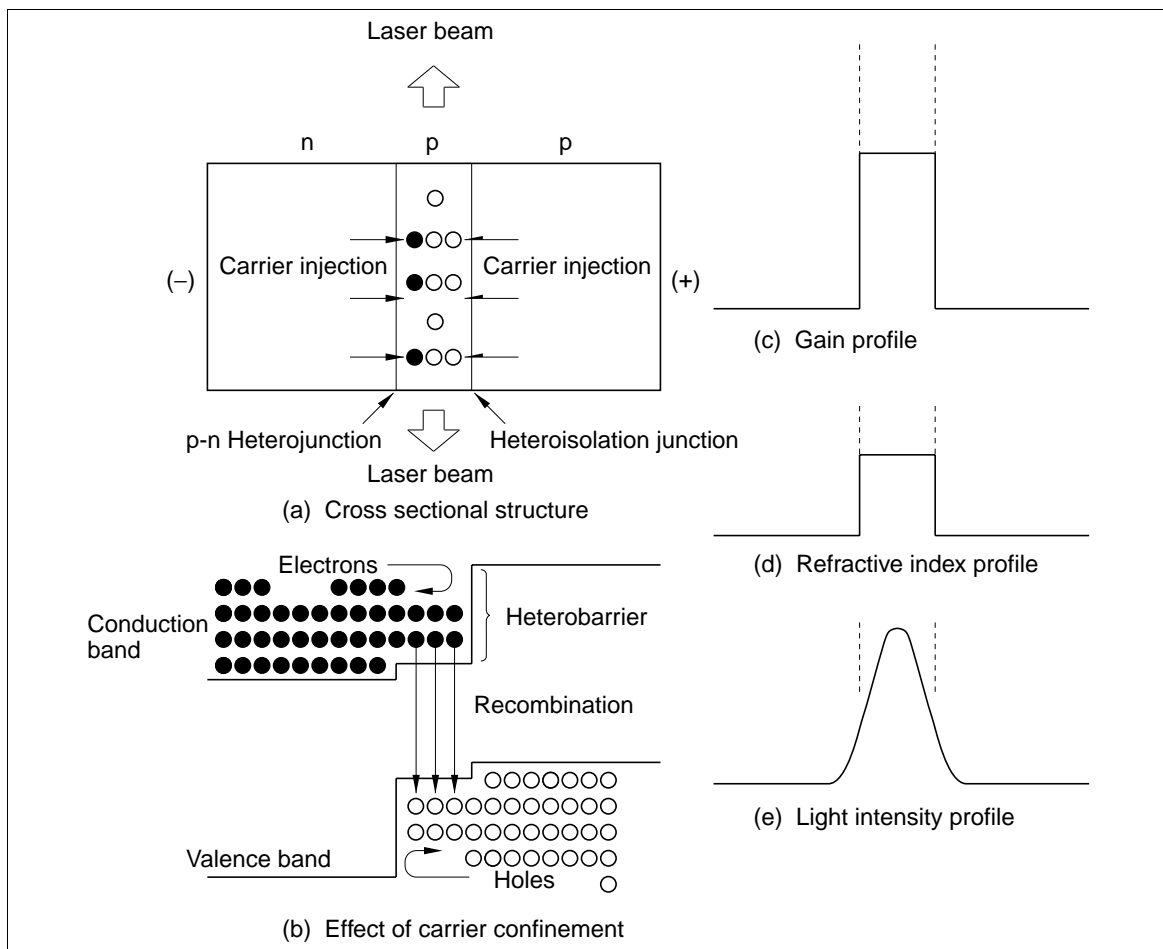 Laser beam
n p p
Carrier injection Carrier injection
(–) (+)
p-n Heterojunction Heteroisolation junction
Laser beam
(a) Cross sectional structure
Electrons
Conduction
band
Heterobarrier
Recombination
Valence band
Holes
(b) Effect of carrier confinement
(c) Gain profile
(d) Refractive index profile
(e) Light intensity profile